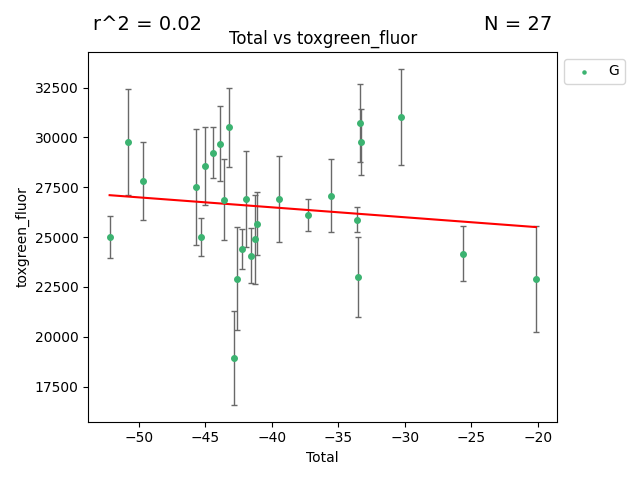 r^2 = 0.02
N = 27
Total vs toxgreen_fluor
G
32500
30000
27500
25000
22500
20000
17500
toxgreen_fluor
−50
−45
−40
−35
−30
−25
−20
Total